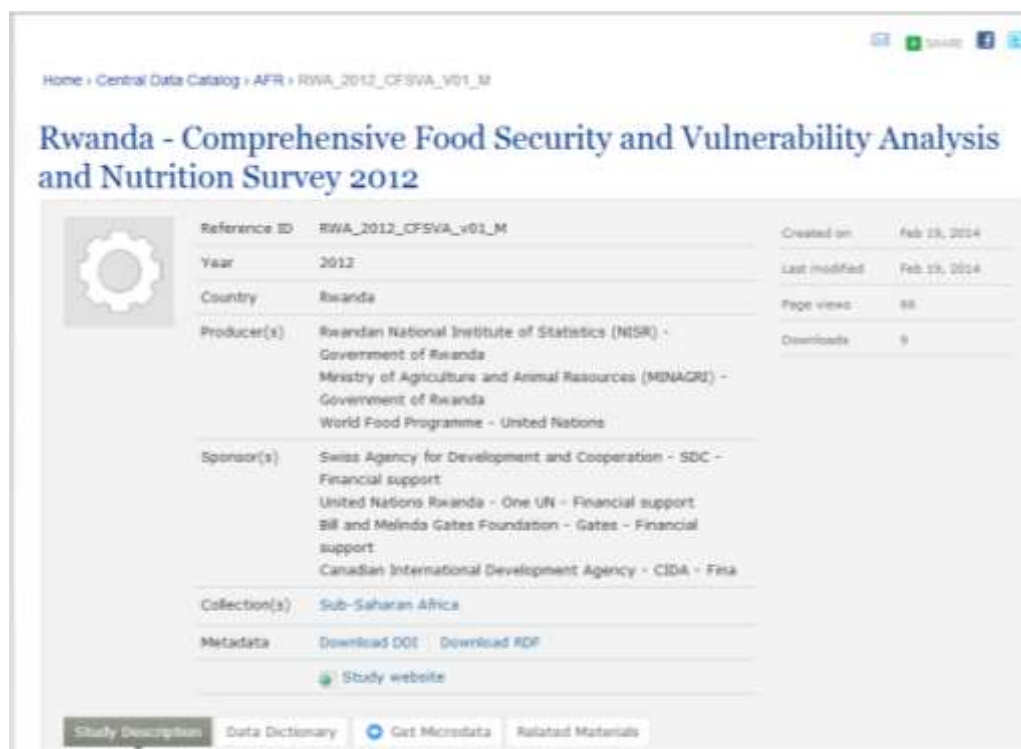 SHARE
Home › Central Data Catalog › AFR › RWA_2012_CFSVA_V01_M
Rwanda - Comprehensive Food Security and Vulnerability Analysis
and Nutrition Survey 2012
Reference ID RWA_2012_CFSVA_v01_M
Year 2012
Country Rwanda
Producer(s) Rwandan National Institute of Statistics (NISR) -
Government of Rwanda
Ministry of Agriculture and Animal Resources (MINAGRI) -
Government of Rwanda
World Food Programme - United Nations
Sponsor(s) Swiss Agency for Development and Cooperation - SDC -
Financial support
United Nations Rwanda - One UN - Financial support
Bill and Melinda Gates Foundation - Gates - Financial
support
Canadian International Development Agency - CIDA - Fina
Collection(s) Sub-Saharan Africa
Metadata Download DDI Download RDF
Study website
Created on Feb 19, 2014
Last modified Feb 19, 2014
Page views
Downloads 9
Study Description Data Dictionary Get Microdata Related Materials